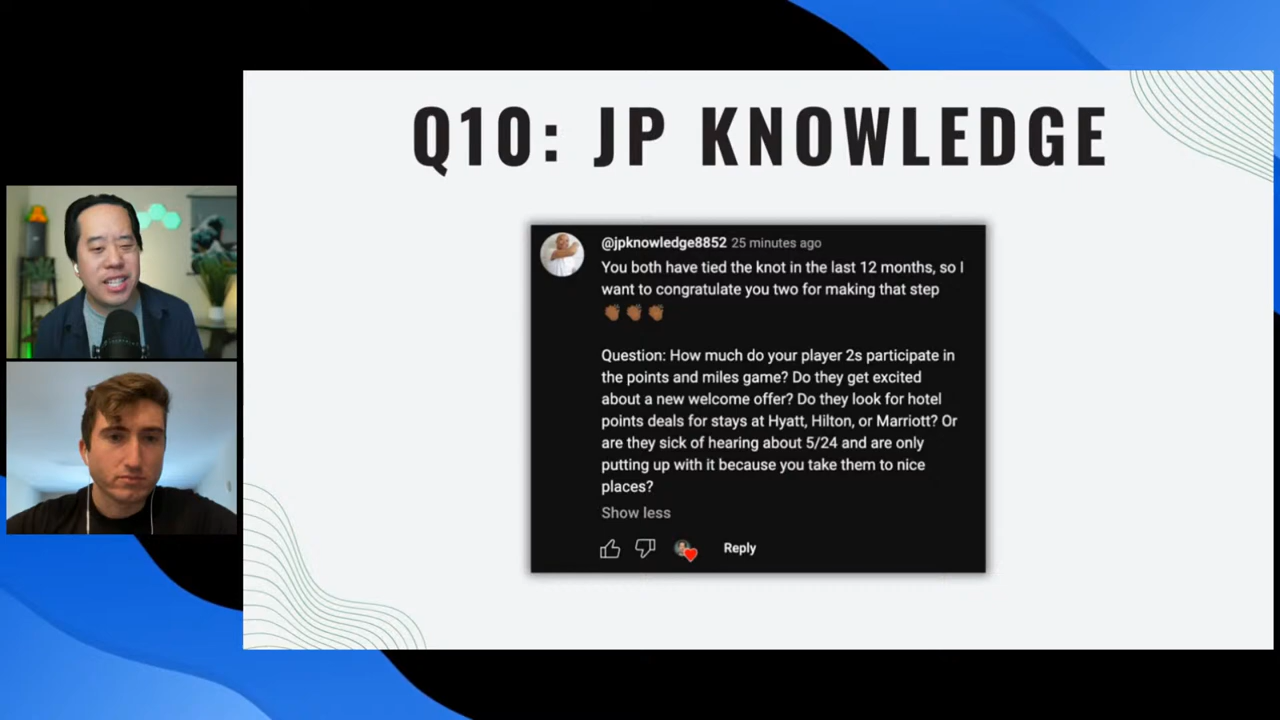 Q10: JP KNOWLEDGE
@jpknowledge8852 25 minutes ago
You both have tied the knot in the last 12 months, so I
want to congratulate you two for making that step
👏🏾👏🏾👏🏾
Question: How much do your player 2s participate in
the points and miles game? Do they get excited
about a new welcome offer? Do they look for hotel
points deals for stays at Hyatt, Hilton, or Marriott? Or
are they sick of hearing about 5/24 and are only
putting up with it because you take them to nice
places?
Show less
Reply